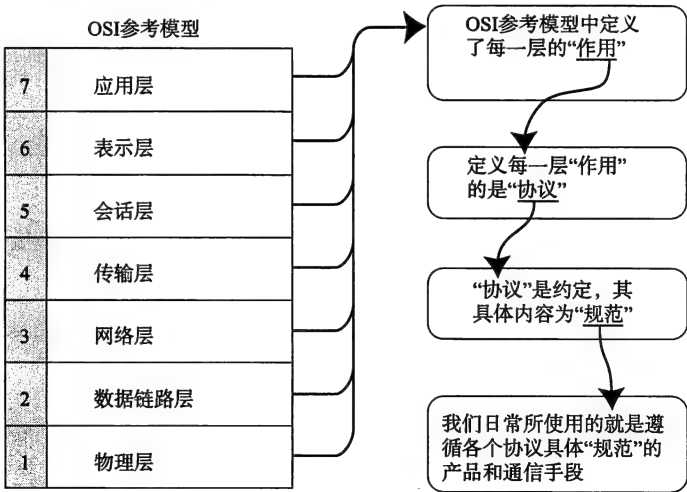 OSI参考模型
7 应用层
6 表示层
5 会话层
4 传输层
3 网络层
2 数据链路层
1 物理层
OSI参考模型中定义
了每一层的“作用”
定义每一层“作用”
的是“协议”
“协议”是约定，其
具体内容为“规范”
我们日常所使用的就是遵
循各个协议具体“规范”的
产品和通信手段